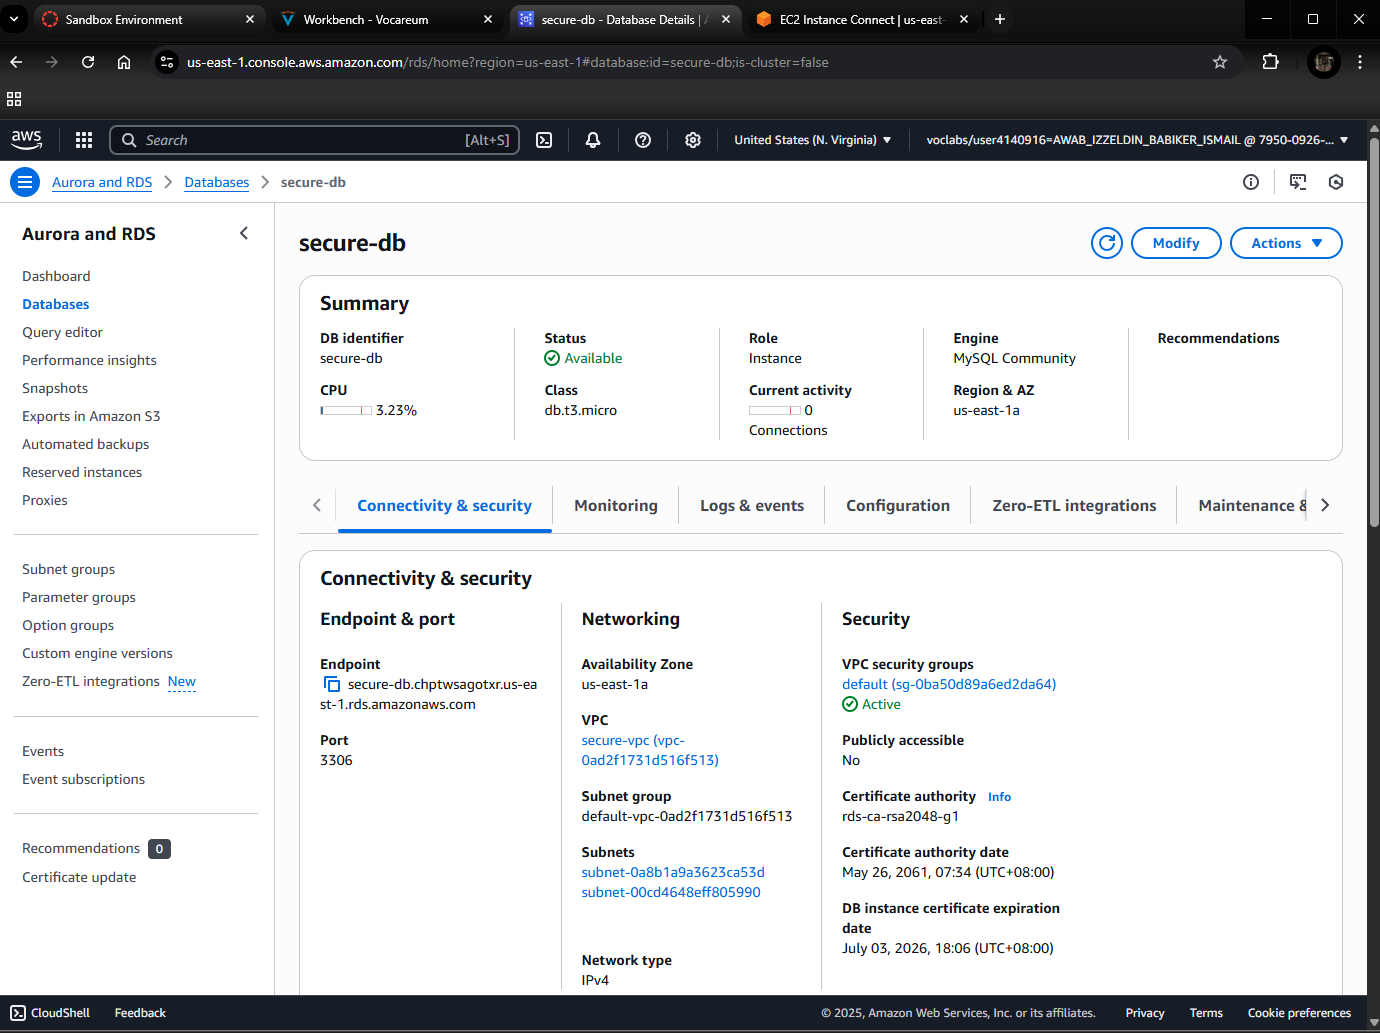 Sandbox Environment
Workbench - Vocareum
secure-db - Database Details | A
EC2 Instance Connect | us-east-
us-east-1.console.aws.amazon.com/rds/home?region=us-east-1#database:id=secure-db;is-cluster=false
aws
Search
[Alt+S]
United States (N. Virginia)
voclabs/user4140916=AWAB_IZZELDIN_BABIKER_ISMAIL @ 7950-0926-...
Aurora and RDS
Databases
secure-db
Aurora and RDS
Dashboard
Databases
Query editor
Performance insights
Snapshots
Exports in Amazon S3
Automated backups
Reserved instances
Proxies
Subnet groups
Parameter groups
Option groups
Custom engine versions
Zero-ETL integrations New
Events
Event subscriptions
Recommendations 0
Certificate update
secure-db
Modify
Actions
Summary
DB identifier
secure-db
CPU
3.23%
Status
Available
Class
db.t3.micro
Role
Instance
Current activity
0
Connections
Engine
MySQL Community
Region & AZ
us-east-1a
Recommendations
Connectivity & security
Monitoring
Logs & events
Configuration
Zero-ETL integrations
Maintenance &
Connectivity & security
Endpoint & port
Endpoint
secure-db.chptwsagotxr.us-ea
st-1.rds.amazonaws.com
Port
3306
Networking
Availability Zone
us-east-1a
VPC
secure-vpc (vpc-
0ad2f1731d516f513)
Subnet group
default-vpc-0ad2f1731d516f513
Subnets
subnet-0a8b1a9a3623ca53d
subnet-00cd4648eff805990
Network type
IPv4
Security
VPC security groups
default (sg-0ba50d89a6ed2da64)
Active
Publicly accessible
No
Certificate authority Info
rds-ca-rsa2048-g1
Certificate authority date
May 26, 2061, 07:34 (UTC+08:00)
DB instance certificate expiration
date
July 03, 2026, 18:06 (UTC+08:00)
CloudShell
Feedback
© 2025, Amazon Web Services, Inc. or its affiliates.
Privacy
Terms
Cookie preferences